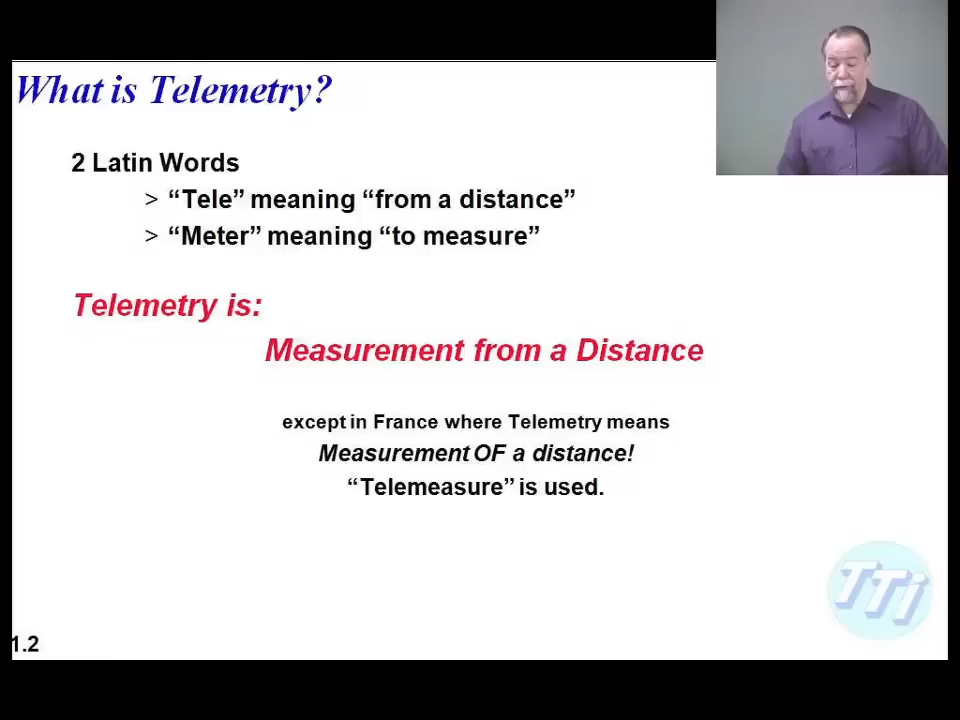 What is Telemetry?
2 Latin Words
> “Tele” meaning “from a distance”
> “Meter” meaning “to measure”
Telemetry is:
Measurement from a Distance
except in France where Telemetry means
Measurement OF a distance!
“Telemeasure” is used.
TTi
1.2